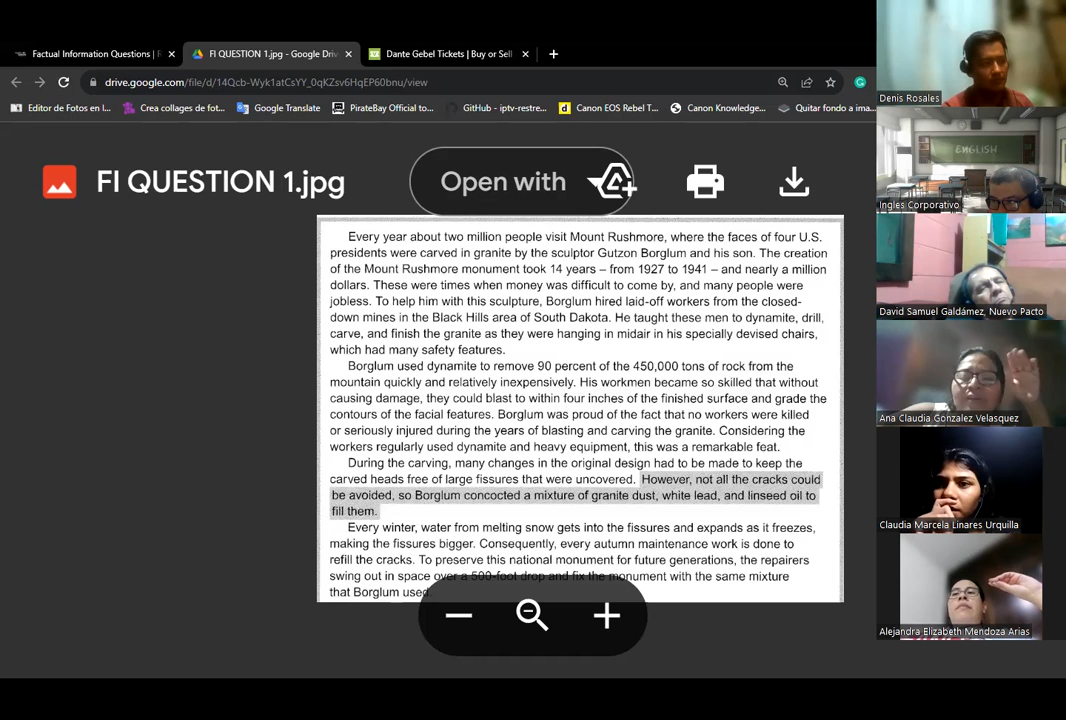 Factual Information Questions | F
FI QUESTION 1.jpg - Google Driv
Dante Gebel Tickets | Buy or Sell
drive.google.com/file/d/14Qcb-Wyk1atCsYY_0qKZsv6HqEP60bnu/view
Editor de Fotos en l...
Crea collages de fot...
Google Translate
PirateBay Official to...
GitHub - iptv-restre...
Canon EOS Rebel T...
Canon Knowledge...
Quitar fondo a ima...
FI QUESTION 1.jpg
Open with
Every year about two million people visit Mount Rushmore, where the faces of four U.S.
presidents were carved in granite by the sculptor Gutzon Borglum and his son. The creation
of the Mount Rushmore monument took 14 years – from 1927 to 1941 – and nearly a million
dollars. These were times when money was difficult to come by, and many people were
jobless. To help him with this sculpture, Borglum hired laid-off workers from the closed-
down mines in the Black Hills area of South Dakota. He taught these men to dynamite, drill,
carve, and finish the granite as they were hanging in midair in his specially devised chairs,
which had many safety features.
Borglum used dynamite to remove 90 percent of the 450,000 tons of rock from the
mountain quickly and relatively inexpensively. His workmen became so skilled that without
causing damage, they could blast to within four inches of the finished surface and grade the
contours of the facial features. Borglum was proud of the fact that no workers were killed
or seriously injured during the years of blasting and carving the granite. Considering the
workers regularly used dynamite and heavy equipment, this was a remarkable feat.
During the carving, many changes in the original design had to be made to keep the
carved heads free of large fissures that were uncovered. However, not all the cracks could
be avoided, so Borglum concocted a mixture of granite dust, white lead, and linseed oil to
fill them.
Every winter, water from melting snow gets into the fissures and expands as it freezes,
making the fissures bigger. Consequently, every autumn maintenance work is done to
refill the cracks. To preserve this national monument for future generations, the repairers
swing out in space over a 500-foot drop and fix the monument with the same mixture
that Borglum used.
Denis Rosales
ENGLISH
Ingles Corporativo
David Samuel Galdámez, Nuevo Pacto
Ana Claudia Gonzalez Velasquez
Claudia Marcela Linares Urquilla
Alejandra Elizabeth Mendoza Arias